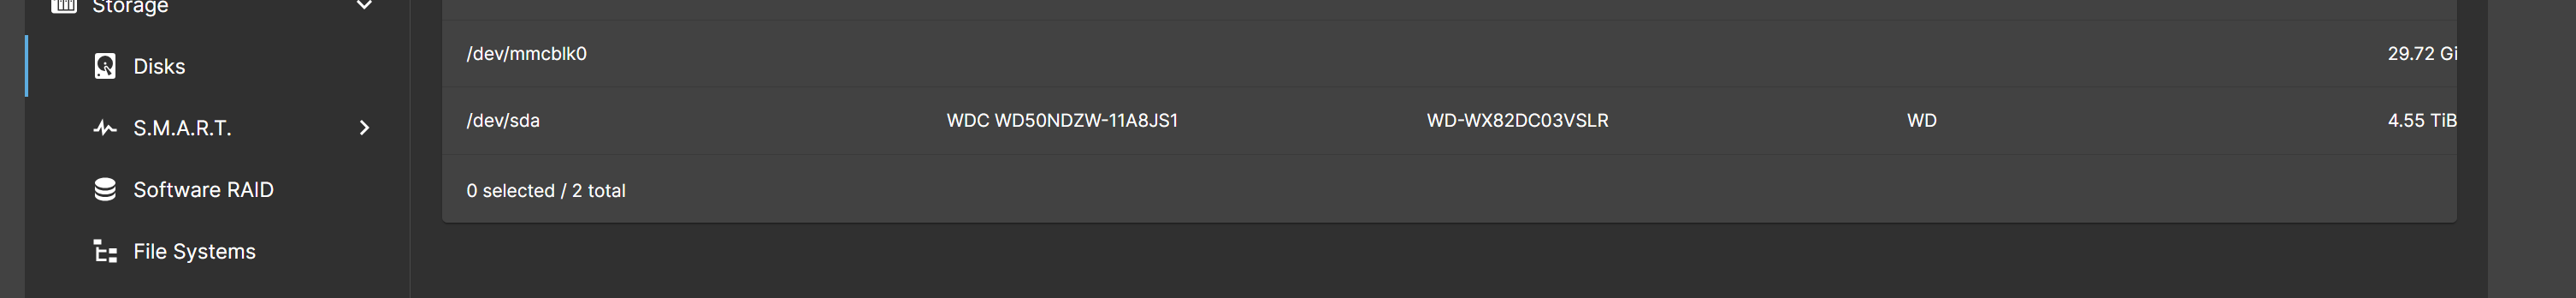 Storage
Disks
S.M.A.R.T.
Software RAID
File Systems
/dev/mmcblk0 29.72 Gi
/dev/sda WDC WD50NDZW-11A8JS1 WD-WX82DC03VSLR WD 4.55 TiB
0 selected / 2 total